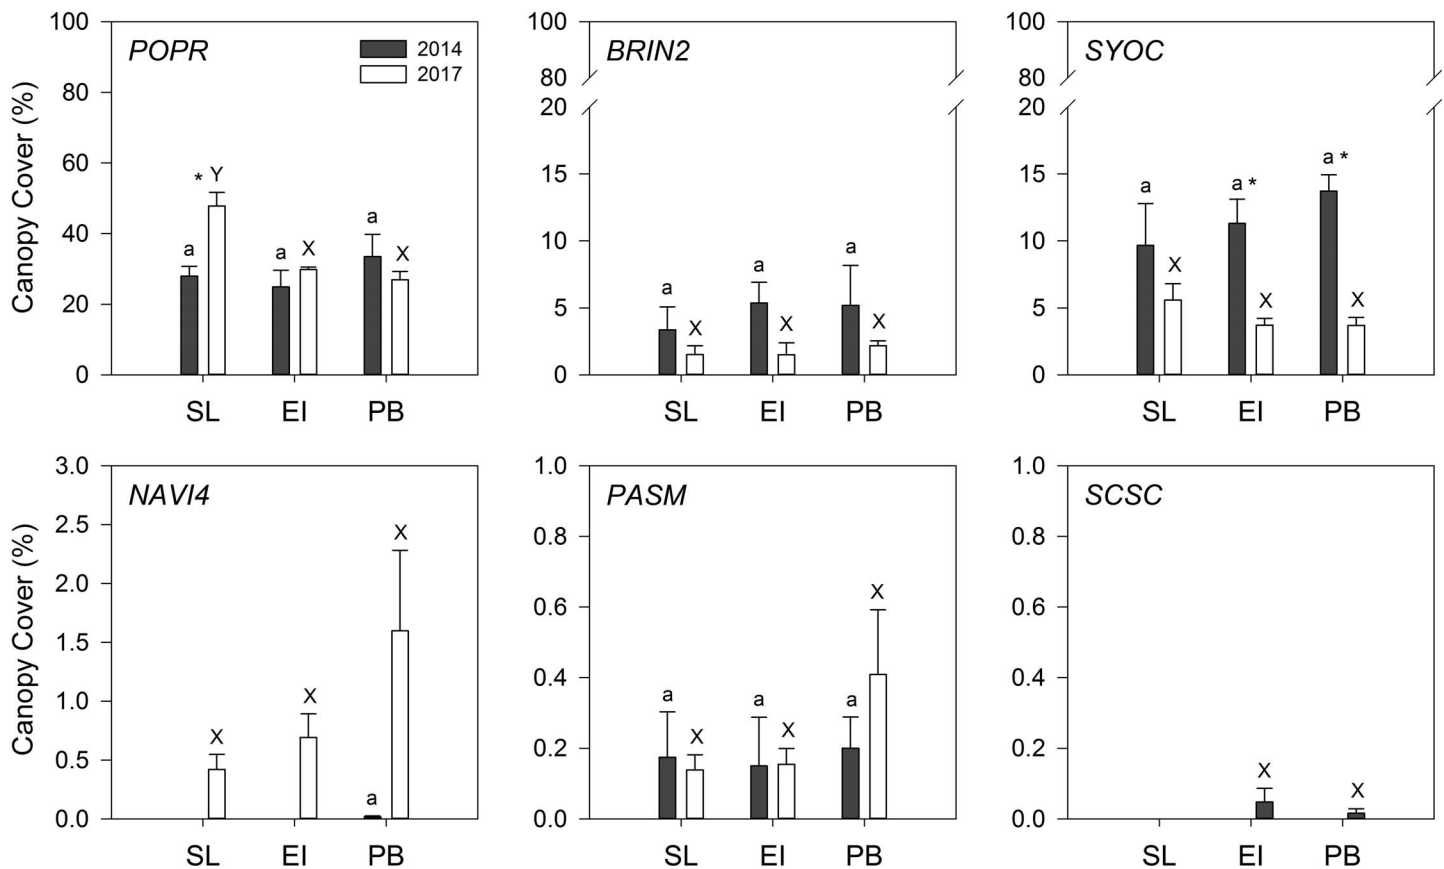 POPR
2014
2017
Canopy Cover (%)
100
80
60
40
20
0
* Y
a
a
X
a
X
SL EI PB
BRIN2
100
80
20
15
10
5
0
a
X
a
X
a
X
SL EI PB
SYOC
100
80
20
15
10
5
0
a
X
a *
X
a *
X
SL EI PB
NAVI4
Canopy Cover (%)
3.0
2.5
2.0
1.5
1.0
0.5
0.0
X
X
a
X
SL EI PB
PASM
1.0
0.8
0.6
0.4
0.2
0.0
a
X
a
X
a
X
SL EI PB
SCSC
1.0
0.8
0.6
0.4
0.2
0.0
X
X
SL EI PB